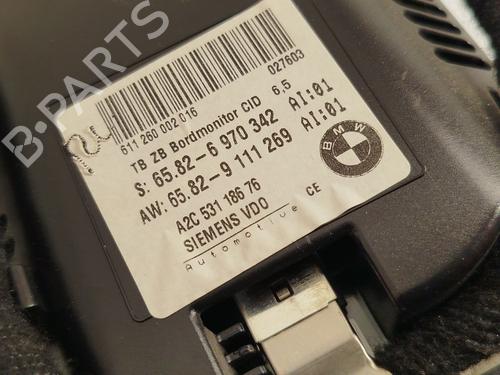 B-PARTS
611 260 002 016
027603
TB ZB Bordmonitor CID 6,5
S: 65.82- 6 970 342 AI:01
AW: 65.82- 9 111 269 AI:01
A2C 531 186 76
SIEMENS VDO
Automotive CE
BMW